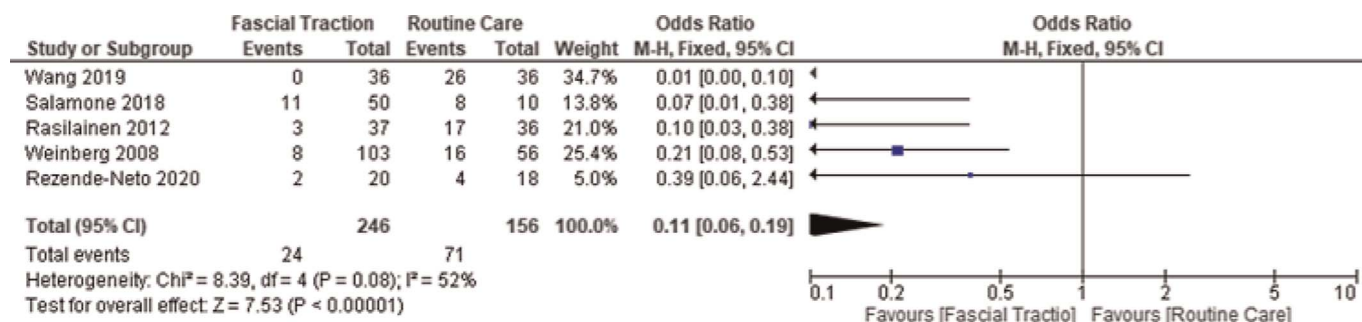 Fascial Traction Routine Care Odds Ratio Odds Ratio
Study or Subgroup Events Total Events Total Weight M-H, Fixed, 95% CI M-H, Fixed, 95% CI
Wang 2019 0 36 26 36 34.7% 0.01 [0.00, 0.10]
Salamone 2018 11 50 8 10 13.8% 0.07 [0.01, 0.38]
Rasilainen 2012 3 37 17 36 21.0% 0.10 [0.03, 0.38]
Weinberg 2008 8 103 16 56 25.4% 0.21 [0.08, 0.53]
Rezende-Neto 2020 2 20 4 18 5.0% 0.39 [0.06, 2.44]
Total (95% CI) 246 156 100.0% 0.11 [0.06, 0.19]
Total events 24 71
Heterogeneity: Chi² = 8.39, df = 4 (P = 0.08); I² = 52%
Test for overall effect: Z = 7.53 (P < 0.00001)
0.1 0.2 0.5 1 2 5 10
Favours [Fascial Tractio] Favours [Routine Care]